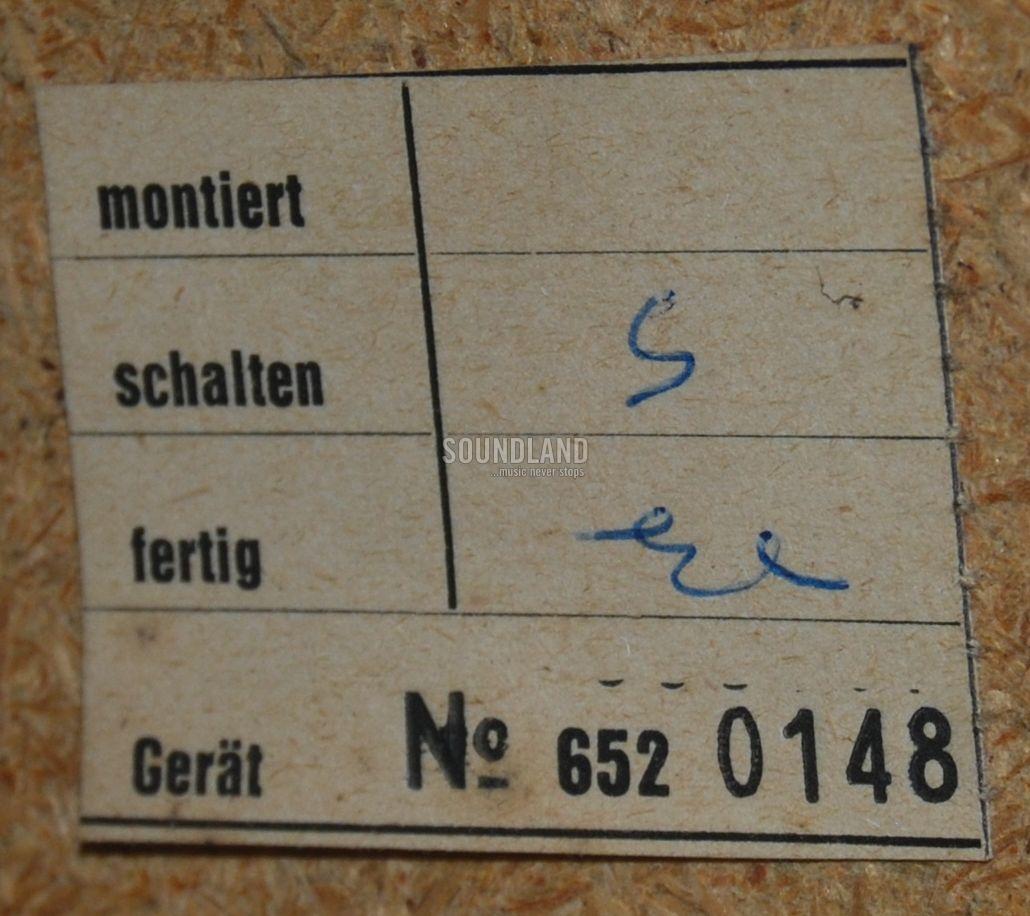 montiert
schalten S
SOUNDLAND
...music never stops
fertig
Gerät No 652 0148